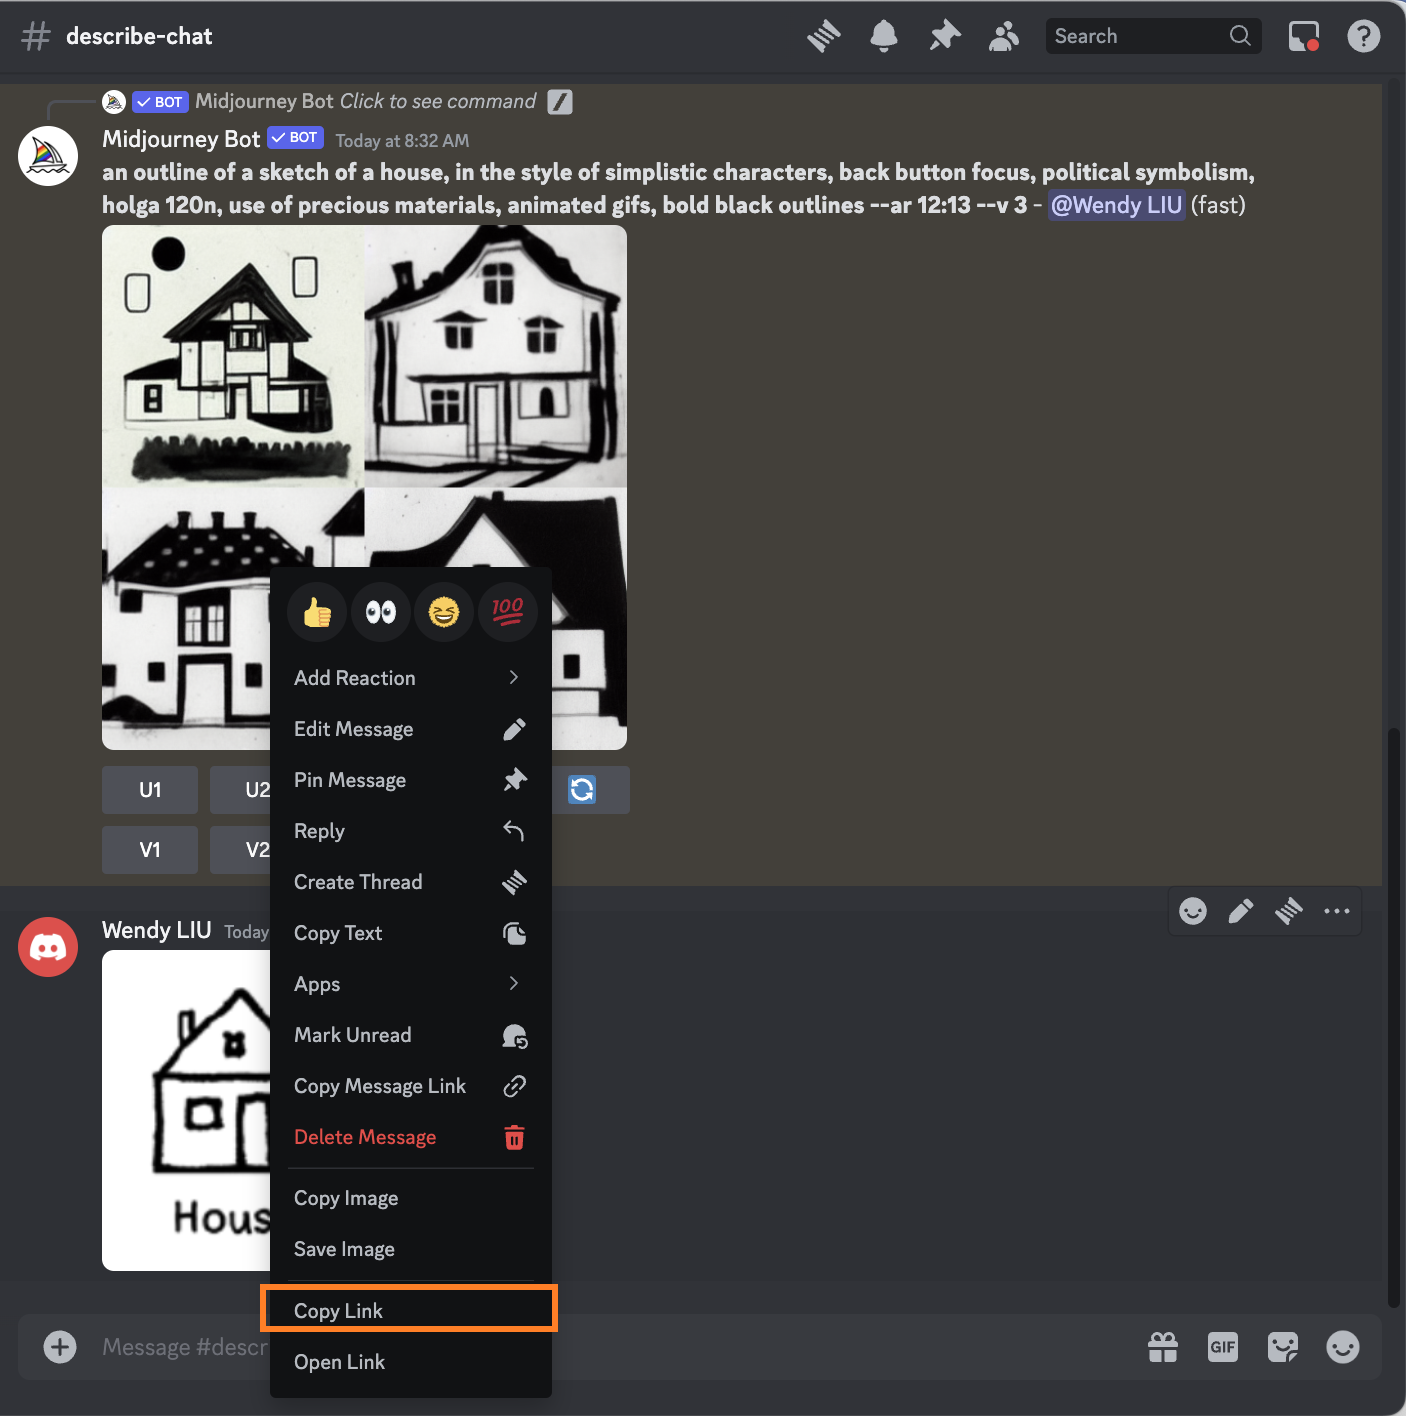 describe-chat
Search
BOT Midjourney Bot Click to see command
Midjourney Bot BOT Today at 8:32 AM
an outline of a sketch of a house, in the style of simplistic characters, back button focus, political symbolism,
holga 120n, use of precious materials, animated gifs, bold black outlines --ar 12:13 --v 3 - @Wendy LIU (fast)
100
Add Reaction
Edit Message
Pin Message
U1
U2
Reply
V1
V2
Create Thread
Wendy LIU Today
Copy Text
Apps
Mark Unread
Copy Message Link
Delete Message
Copy Image
Hous
Save Image
Copy Link
Message #descr
GIF
Open Link